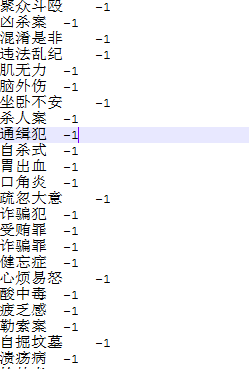 聚众斗殴 -1
凶杀案 -1
混淆是非 -1
违法乱纪 -1
肌无力 -1
脑外伤 -1
坐卧不安 -1
杀人案 -1
通缉犯 -1
自杀式 -1
胃出血 -1
口角炎 -1
疏忽大意 -1
诈骗犯 -1
受贿罪 -1
诈骗罪 -1
健忘症 -1
心烦易怒 -1
酸中毒 -1
疲乏感 -1
勒索案 -1
自掘坟墓 -1
溃疡病 -1